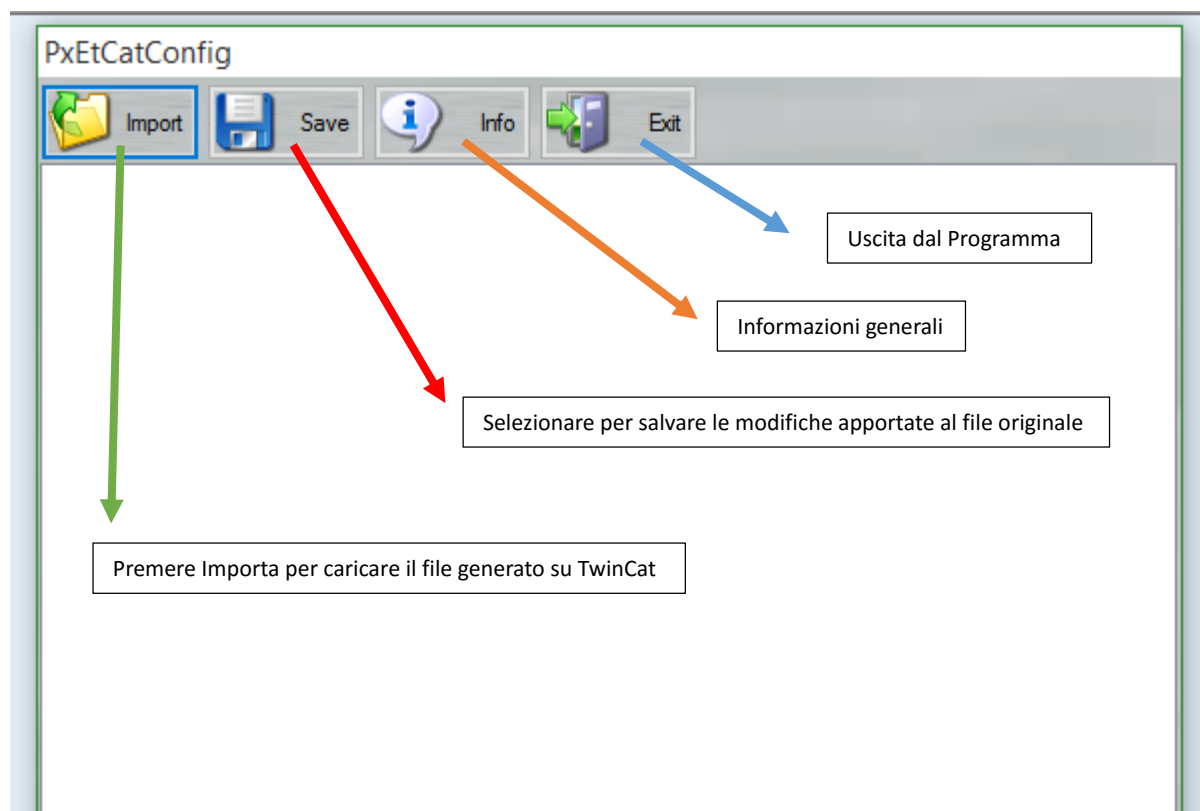 PxEtCatConfig
Import
Save
Info
Exit
Uscita dal Programma
Informazioni generali
Selezionare per salvare le modifiche apportate al file originale
Premere Importa per caricare il file generato su TwinCat